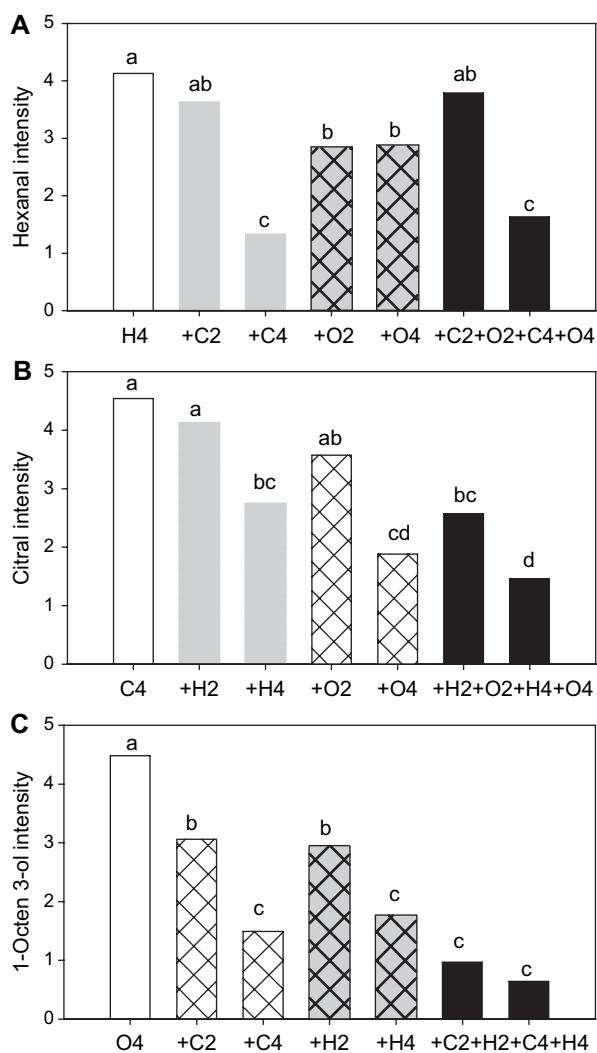 A
Hexanal intensity
5
4
3
2
1
0
a
ab
c
b
b
ab
c
H4 +C2 +C4 +O2 +O4 +C2+O2+C4+O4
B
Citral intensity
5
4
3
2
1
0
a
a
bc
ab
cd
bc
d
C4 +H2 +H4 +O2 +O4 +H2+O2+H4+O4
C
1-Octen 3-ol intensity
5
4
3
2
1
0
a
b
c
b
c
c
c
O4 +C2 +C4 +H2 +H4 +C2+H2+C4+H4